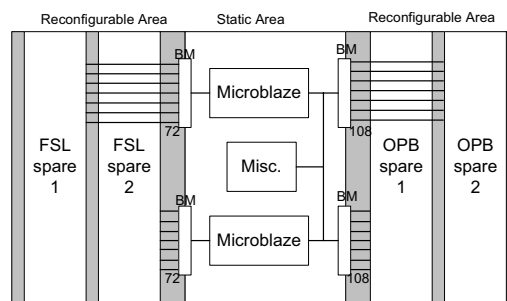 Reconfigurable Area
Static Area
Reconfigurable Area
BM
BM
Microblaze
72
108
FSL
spare
1
FSL
spare
2
Misc.
OPB
spare
1
OPB
spare
2
BM
BM
Microblaze
72
108